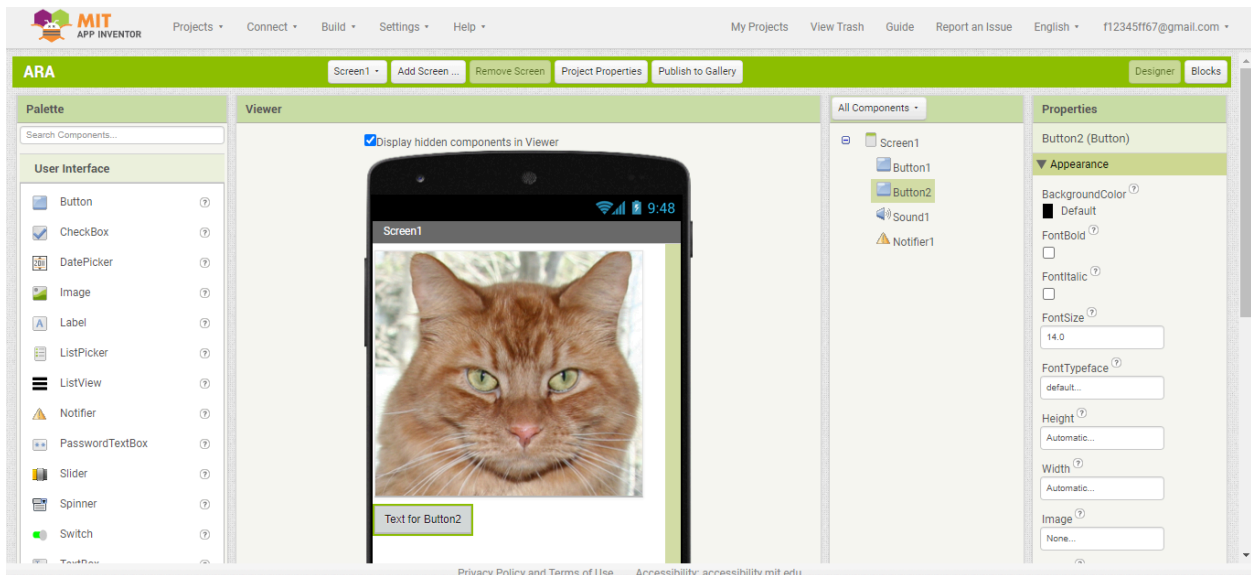 MIT
APP INVENTOR
Projects
Connect
Build
Settings
Help
My Projects
View Trash
Guide
Report an Issue
English
f12345ff67@gmail.com
ARA
Screen1
Add Screen ...
Remove Screen
Project Properties
Publish to Gallery
Designer
Blocks
Palette
Search Components...
User Interface
Button
CheckBox
DatePicker
Image
Label
ListPicker
ListView
Notifier
PasswordTextBox
Slider
Spinner
Switch
TextBox
Viewer
Display hidden components in Viewer
9:48
Screen1
Text for Button2
All Components
Screen1
Button1
Button2
Sound1
Notifier1
Properties
Button2 (Button)
Appearance
BackgroundColor
Default
FontBold
FontItalic
FontSize
14.0
FontTypeface
default...
Height
Automatic...
Width
Automatic...
Image
None...
Privacy Policy and Terms of Use
Accessibility: accessibility.mit.edu